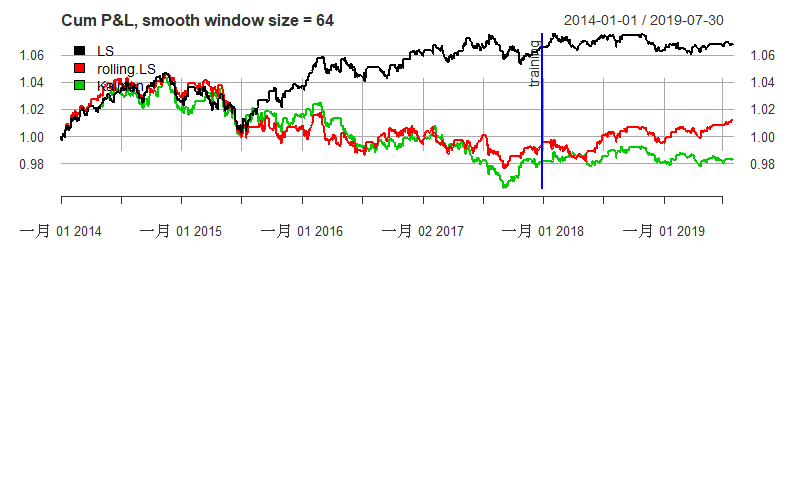 Cum P&L, smooth window size = 64
2014-01-01 / 2019-07-30
LS
rolling.LS
Kalman
training
1.06
1.04
1.02
1.00
0.98
1.06
1.04
1.02
1.00
0.98
一月 01 2014
一月 01 2015
一月 01 2016
一月 02 2017
一月 01 2018
一月 01 2019